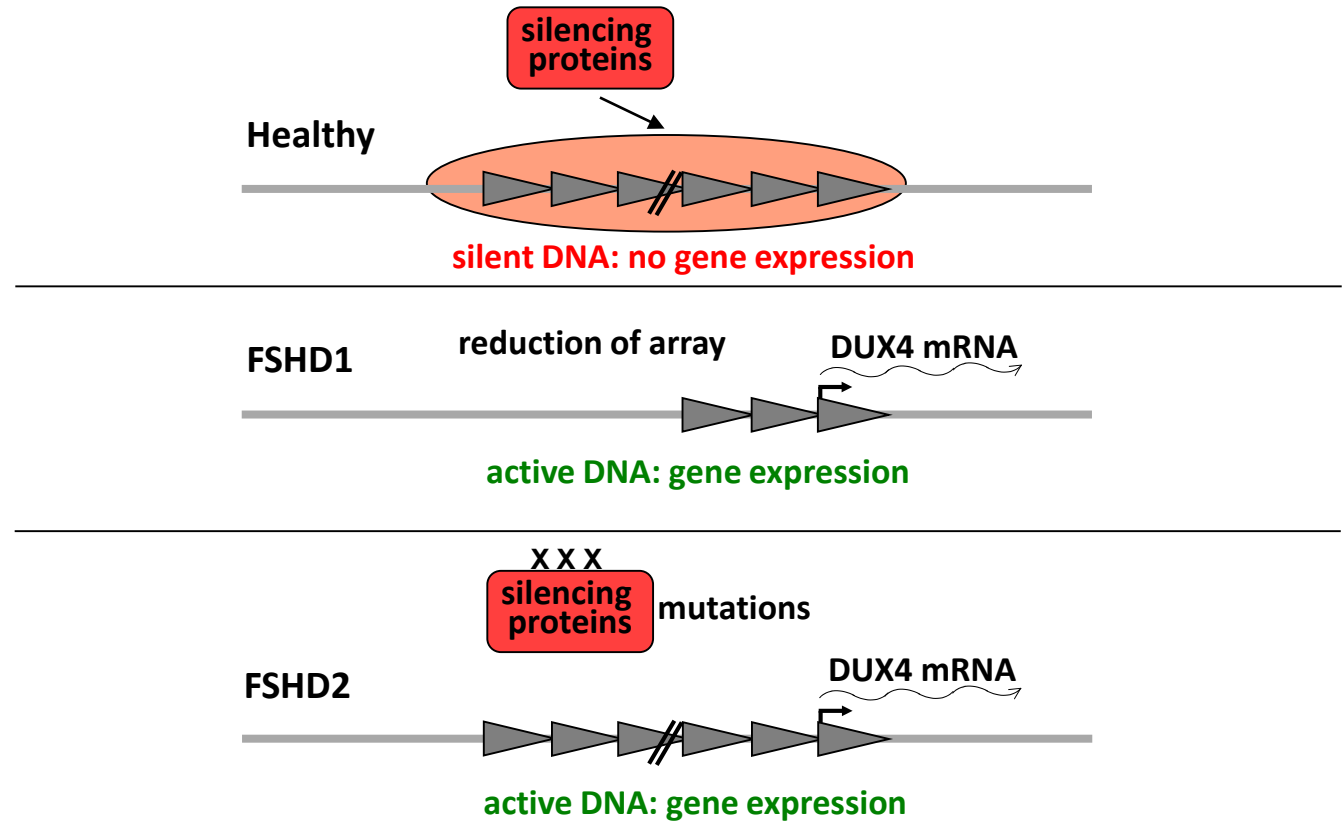 silencing
proteins
Healthy
silent DNA: no gene expression
reduction of array
DUX4 mRNA
FSHD1
active DNA: gene expression
X X X
silencing
proteins
mutations
DUX4 mRNA
FSHD2
active DNA: gene expression